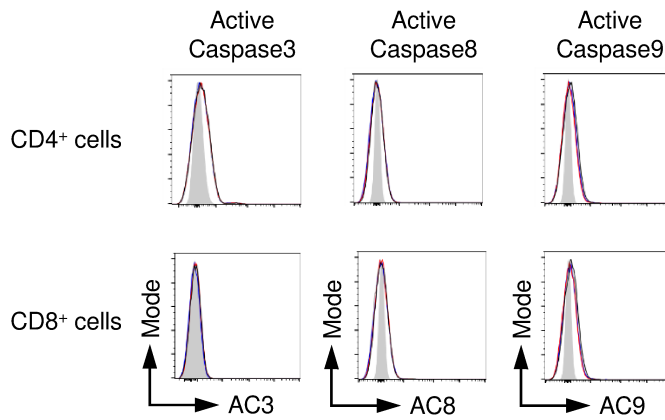 Active
Caspase3
Active
Caspase8
Active
Caspase9
CD4⁺ cells
CD8⁺ cells
Mode
AC3
Mode
AC8
Mode
AC9